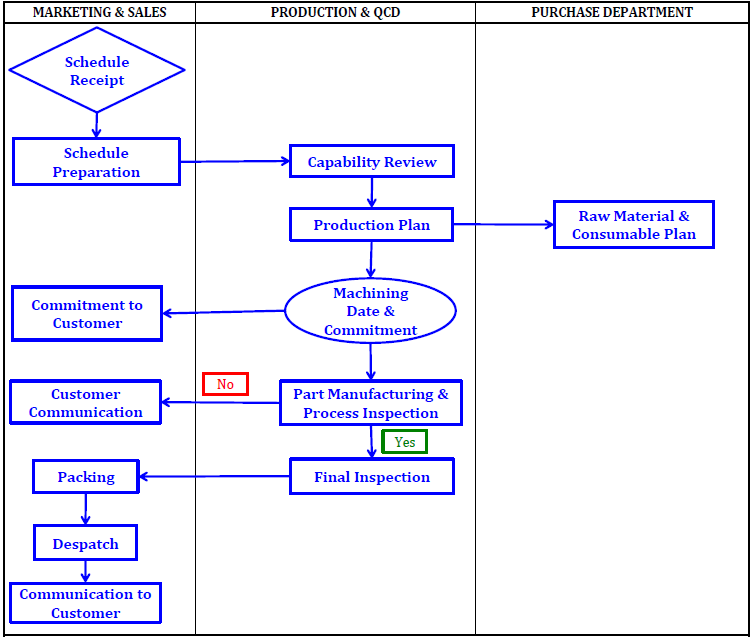 MARKETING & SALES
PRODUCTION & QCD
PURCHASE DEPARTMENT
Schedule
Receipt
Schedule
Preparation
Capability Review
Production Plan
Raw Material &
Consumable Plan
Machining
Date &
Commitment
Commitment to
Customer
No
Part Manufacturing &
Process Inspection
Customer
Communication
Yes
Final Inspection
Packing
Despatch
Communication to
Customer